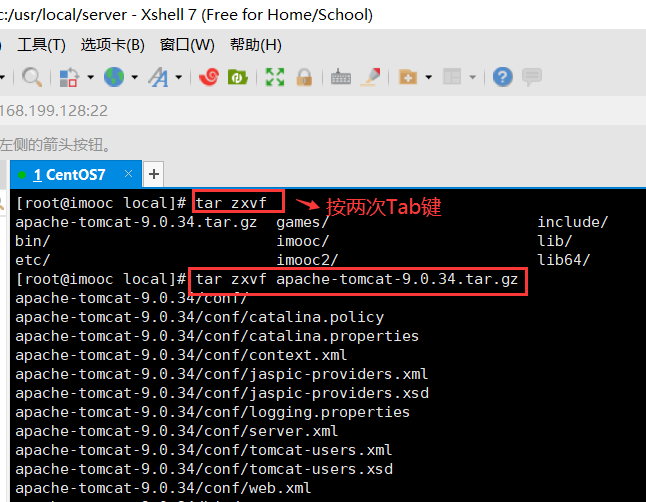 c:/usr/local/server - Xshell 7 (Free for Home/School)
工具(T) 选项卡(B) 窗口(W) 帮助(H)
168.199.128:22
左侧的箭头按钮。
1 CentOS7 × +
[root@imooc local]# tar zxvf 按两次Tab键
apache-tomcat-9.0.34.tar.gz games/ include/
bin/ imooc/ lib/
etc/ imooc2/ lib64/
[root@imooc local]# tar zxvf apache-tomcat-9.0.34.tar.gz
apache-tomcat-9.0.34/conf/
apache-tomcat-9.0.34/conf/catalina.policy
apache-tomcat-9.0.34/conf/catalina.properties
apache-tomcat-9.0.34/conf/context.xml
apache-tomcat-9.0.34/conf/jaspic-providers.xml
apache-tomcat-9.0.34/conf/jaspic-providers.xsd
apache-tomcat-9.0.34/conf/logging.properties
apache-tomcat-9.0.34/conf/server.xml
apache-tomcat-9.0.34/conf/tomcat-users.xml
apache-tomcat-9.0.34/conf/tomcat-users.xsd
apache-tomcat-9.0.34/conf/web.xml